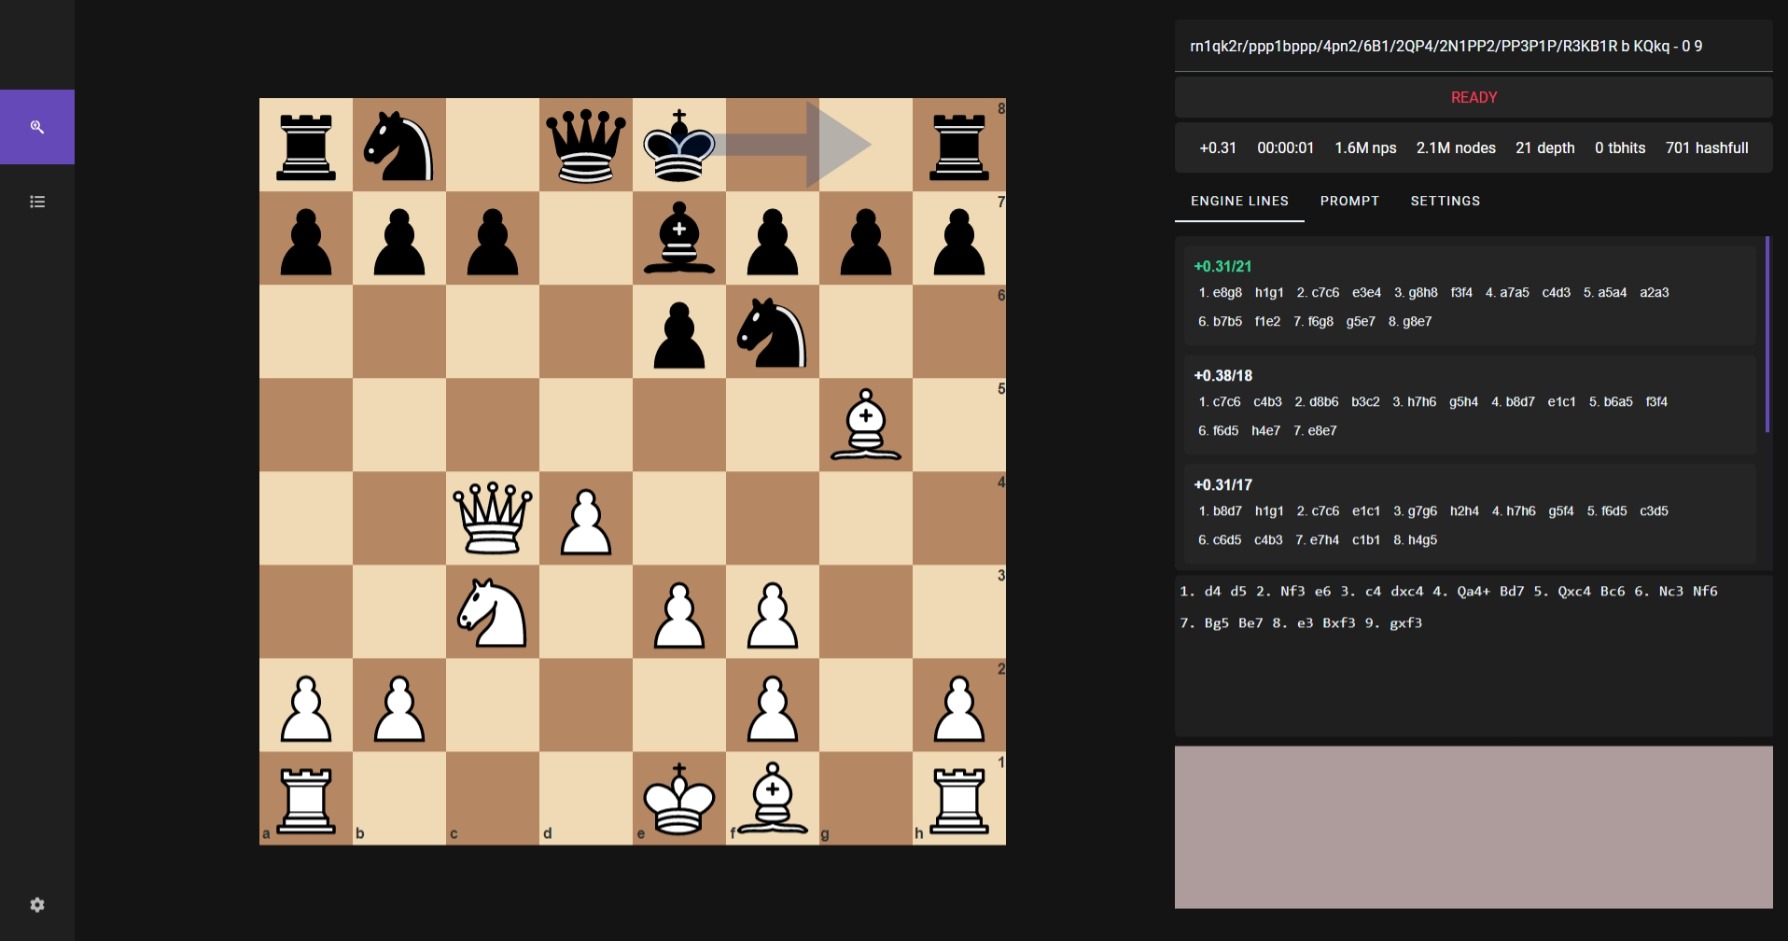 rn1qk2r/ppp1bppp/4pn2/6B1/2QP4/2N1PP2/PP3P1P/R3KB1R b KQkq - 0 9
READY
+0.31 00:00:01 1.6M nps 2.1M nodes 21 depth 0 tbhits 701 hashfull
ENGINE LINES PROMPT SETTINGS
+0.31/21
1. e8g8 h1g1 2. c7c6 e3e4 3. g8h8 f3f4 4. a7a5 c4d3 5. a5a4 a2a3
6. b7b5 f1e2 7. f6g8 g5e7 8. g8e7
+0.38/18
1. c7c6 c4b3 2. d8b6 b3c2 3. h7h6 g5h4 4. b8d7 e1c1 5. b6a5 f3f4
6. f6d5 h4e7 7. e8e7
+0.31/17
1. b8d7 h1g1 2. c7c6 e1c1 3. g7g6 h2h4 4. h7h6 g5f4 5. f6d5 c3d5
6. c6d5 c4b3 7. e7h4 c1b1 8. h4g5
1. d4 d5 2. Nf3 e6 3. c4 dxc4 4. Qa4+ Bd7 5. Qxc4 Bc6 6. Nc3 Nf6
7. Bg5 Be7 8. e3 Bxf3 9. gxf3
8
7
6
5
4
3
2
1
a b c d e f g h